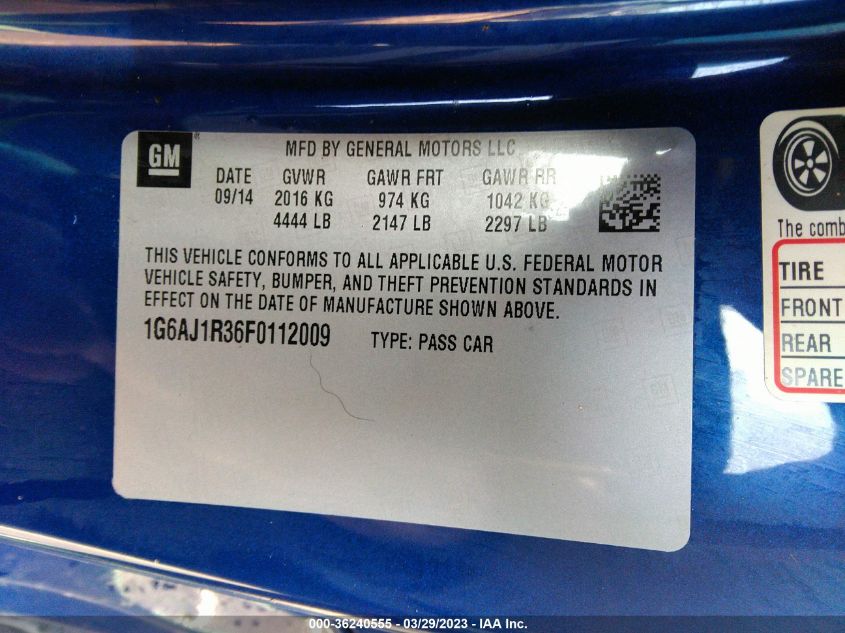 GM
®
MFD BY GENERAL MOTORS LLC
DATE GVWR GAWR FRT GAWR RR
09/14 2016 KG 974 KG 1042 KG
4444 LB 2147 LB 2297 LB
THIS VEHICLE CONFORMS TO ALL APPLICABLE U.S. FEDERAL MOTOR
VEHICLE SAFETY, BUMPER, AND THEFT PREVENTION STANDARDS IN
EFFECT ON THE DATE OF MANUFACTURE SHOWN ABOVE.
1G6AJ1R36F0112009 TYPE: PASS CAR
The comb
TIRE
FRONT
REAR
SPARE
000-36240555 - 03/29/2023 - IAA Inc.